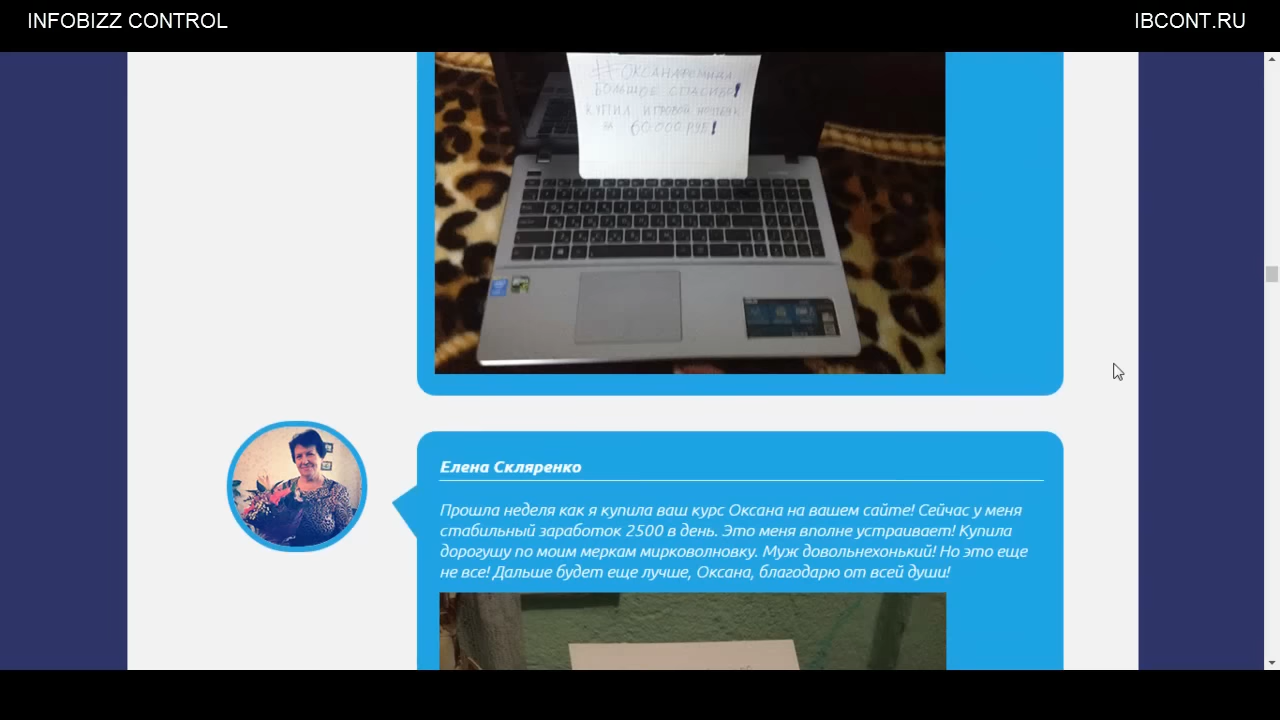 INFOBIZZ CONTROL
IBCONT.RU
#ОКСАНАФОМИНА
БОЛЬШОЕ СПАСИБО!
КУПИЛ ИГРОВОЙ НОУТБУК
ЗА 60.000 РУБ!
Елена Скляренко
Прошла неделя как я купила ваш курс Оксана на вашем сайте! Сейчас у меня
стабильный заработок 2500 в день. Это меня вполне устраивает! Купила
дорогушу по моим меркам мирковолновку. Муж довольнехонький! Но это еще
не все! Дальше будет еще лучше, Оксана, благодарю от всей души!